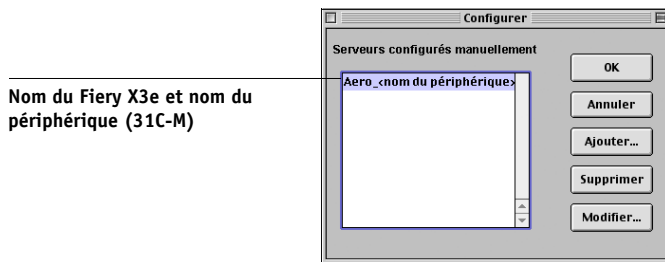 Configurer
Serveurs configurés manuellement
Aero_<nom du périphérique>
OK
Annuler
Ajouter...
Supprimer
Modifier...
Nom du Fiery X3e et nom du
périphérique (31C-M)